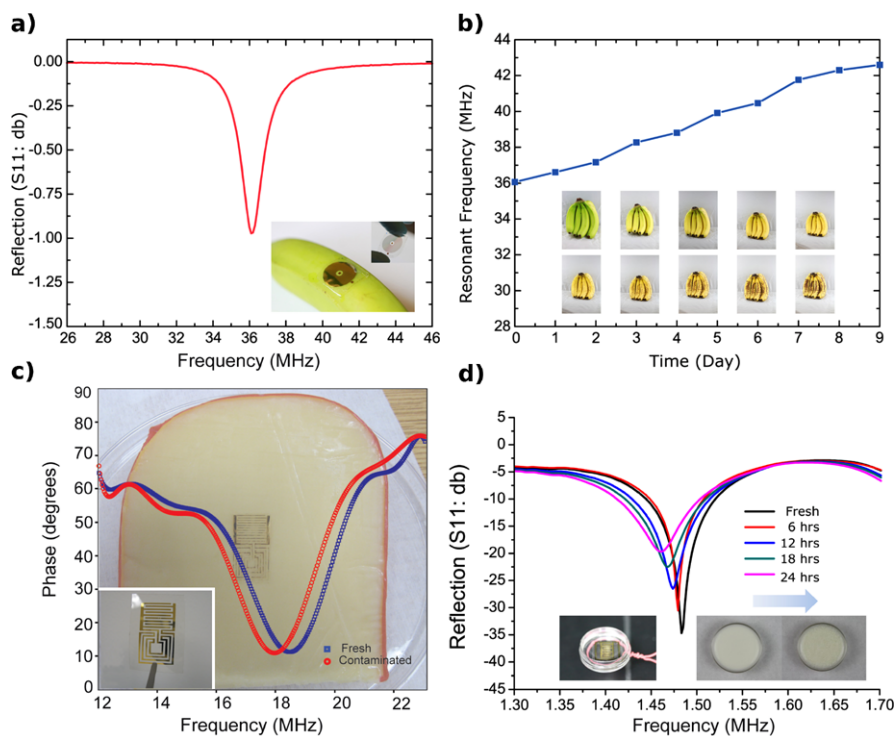 a)
0.00
-0.25
-0.50
-0.75
-1.00
-1.25
-1.50
Reflection (S11: db)
26 28 30 32 34 36 38 40 42 44 46
Frequency (MHz)
b)
44
42
40
38
36
34
32
30
28
Resonant Frequency (MHz)
0 1 2 3 4 5 6 7 8 9
Time (Day)
c)
90
80
70
60
50
40
30
20
10
0
Phase (degrees)
Fresh
Contaminated
12 14 16 18 20 22
Frequency (MHz)
d)
5
0
-5
-10
-15
-20
-25
-30
-35
-40
-45
Reflection (S11: db)
Fresh
6 hrs
12 hrs
18 hrs
24 hrs
1.30 1.35 1.40 1.45 1.50 1.55 1.60 1.65 1.70
Frequency (MHz)